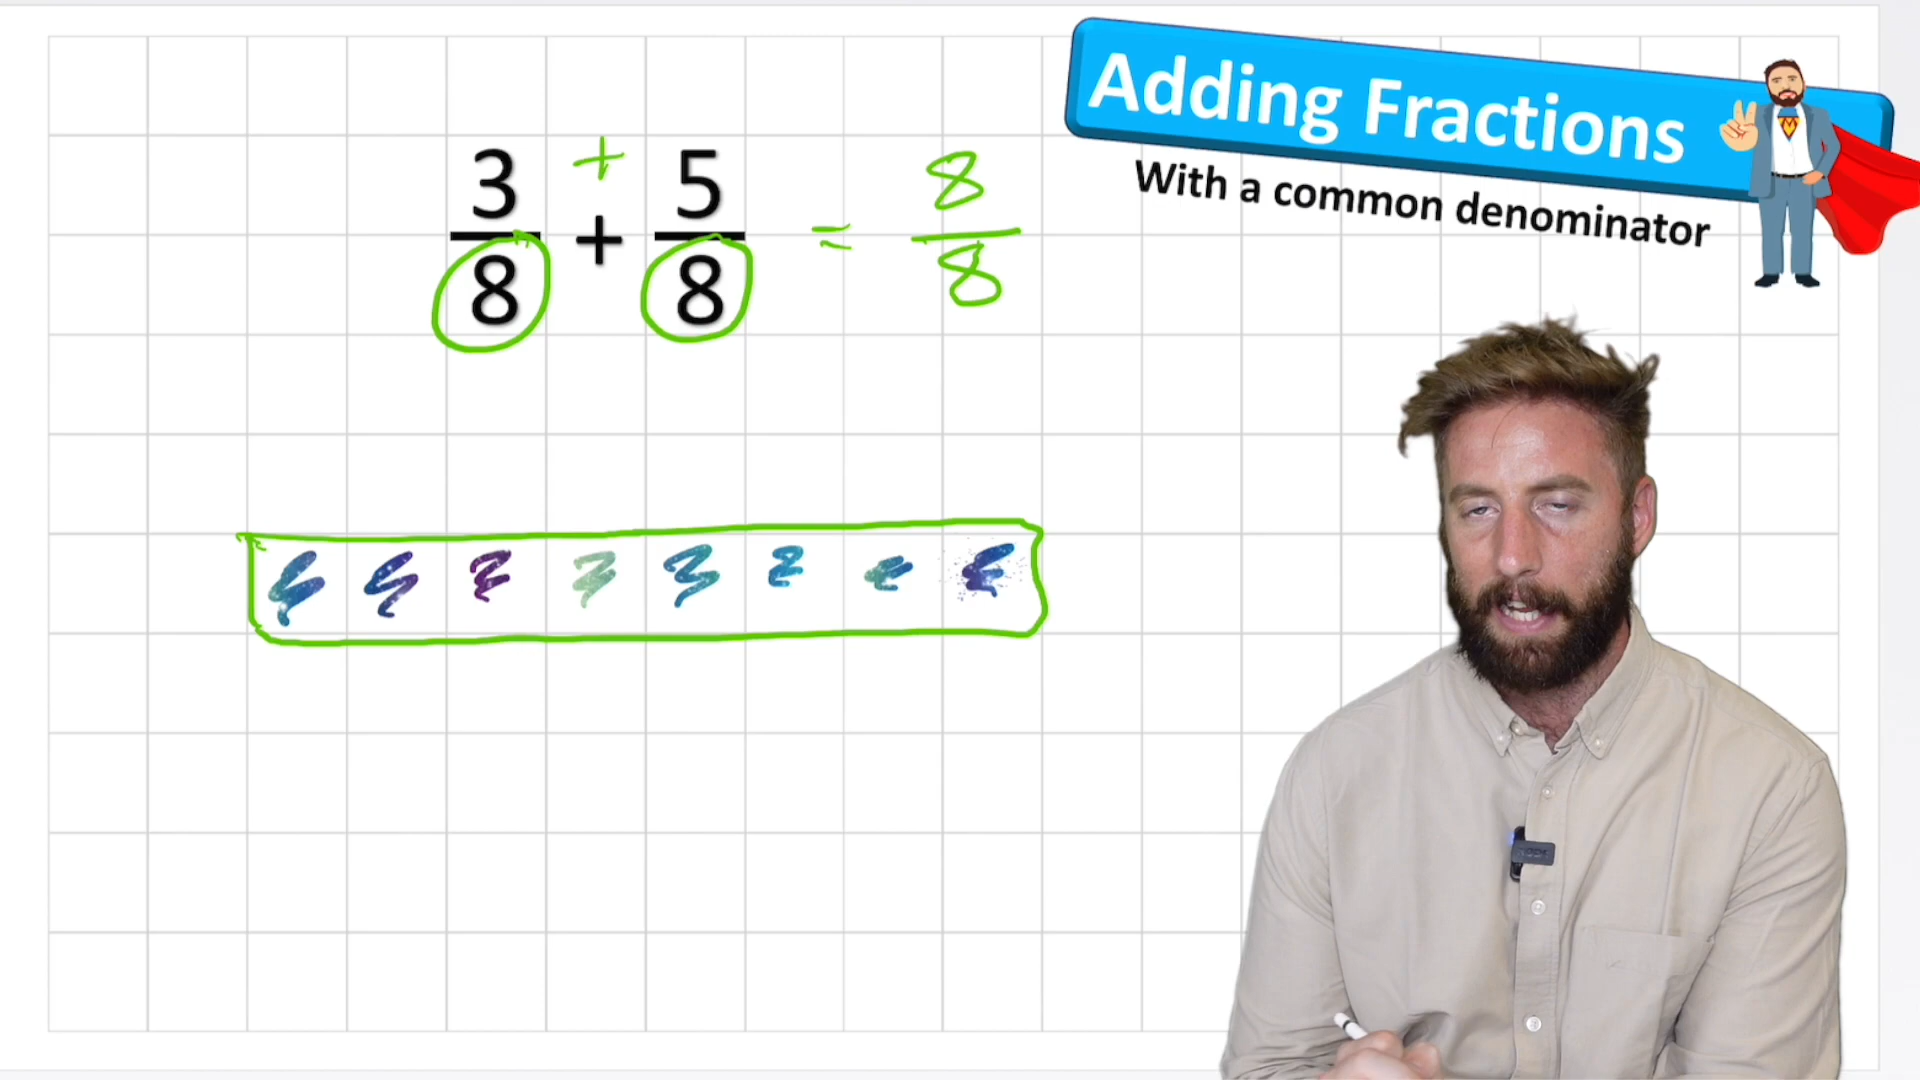 Adding Fractions
With a common denominator
3 + 5 8
8 + 8 = 8